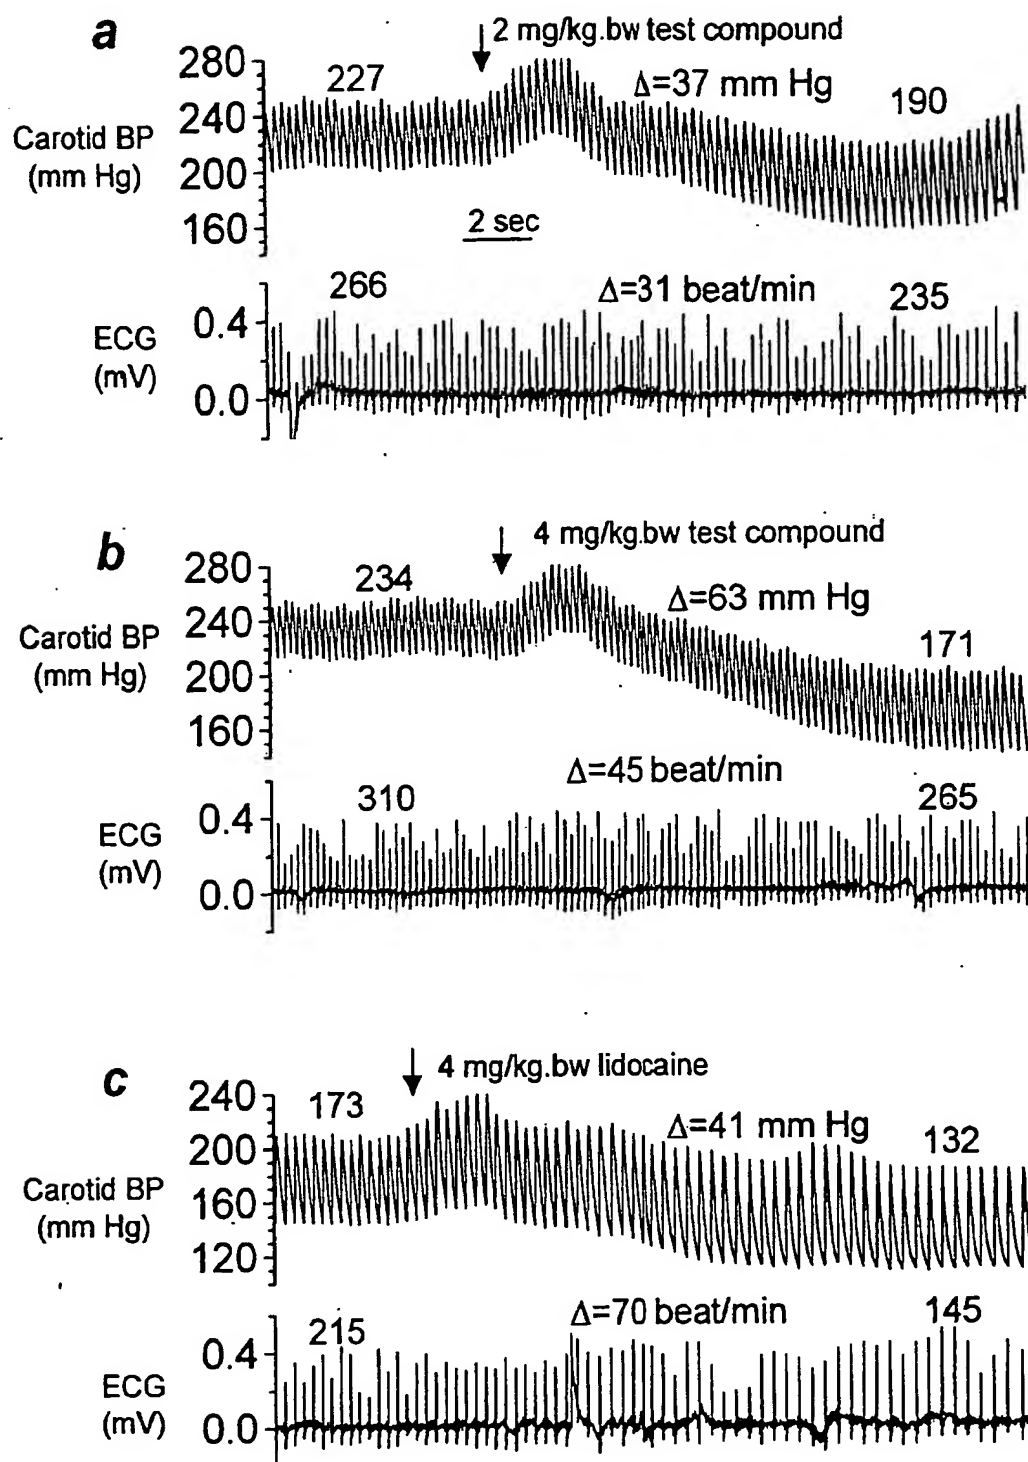 a
2 mg/kg.bw test compound
280
227
Δ=37 mm Hg
190
240
Carotid BP
(mm Hg)
200
160
2 sec
266
Δ=31 beat/min
235
0.4
ECG
(mV)
0.0
b
4 mg/kg.bw test compound
280
234
Δ=63 mm Hg
240
Carotid BP
(mm Hg)
171
200
160
Δ=45 beat/min
310
265
0.4
ECG
(mV)
0.0
c
4 mg/kg.bw lidocaine
240
173
Δ=41 mm Hg
132
200
Carotid BP
(mm Hg)
160
120
Δ=70 beat/min
145
215
0.4
ECG
(mV)
0.0